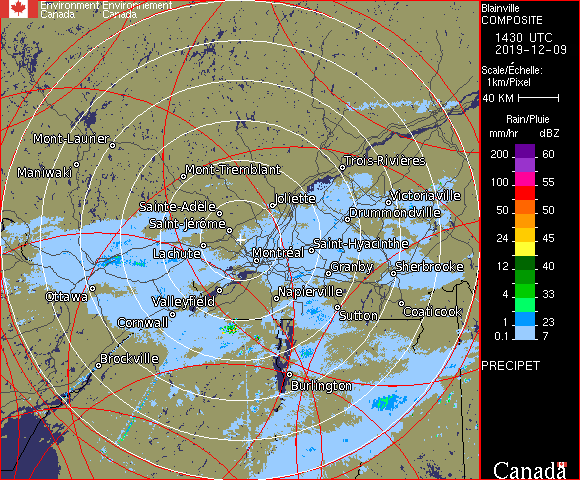 Environment Environnement
Canada Canada
Blainville
COMPOSITE
1430 UTC
2019-12-09
Scale/Échelle:
1km/Pixel
40 KM
Rain/Pluie
mm/hr dBZ
200 60
100 55
50 50
24 45
12 40
4 33
1 23
0.1 7
PRECIPET
Mont-Laurier
Maniwaki
Mont-Tremblant
Trois-Rivières
Joliette
Victoriaville
Sainte-Adèle
Drummondville
Saint-Jérôme
Saint-Hyacinthe
Lachute
Montréal
Granby
Sherbrooke
Ottawa
Valleyfield
Napierville
Cornwall
Sutton
Coaticook
Brockville
Burlington
Canada